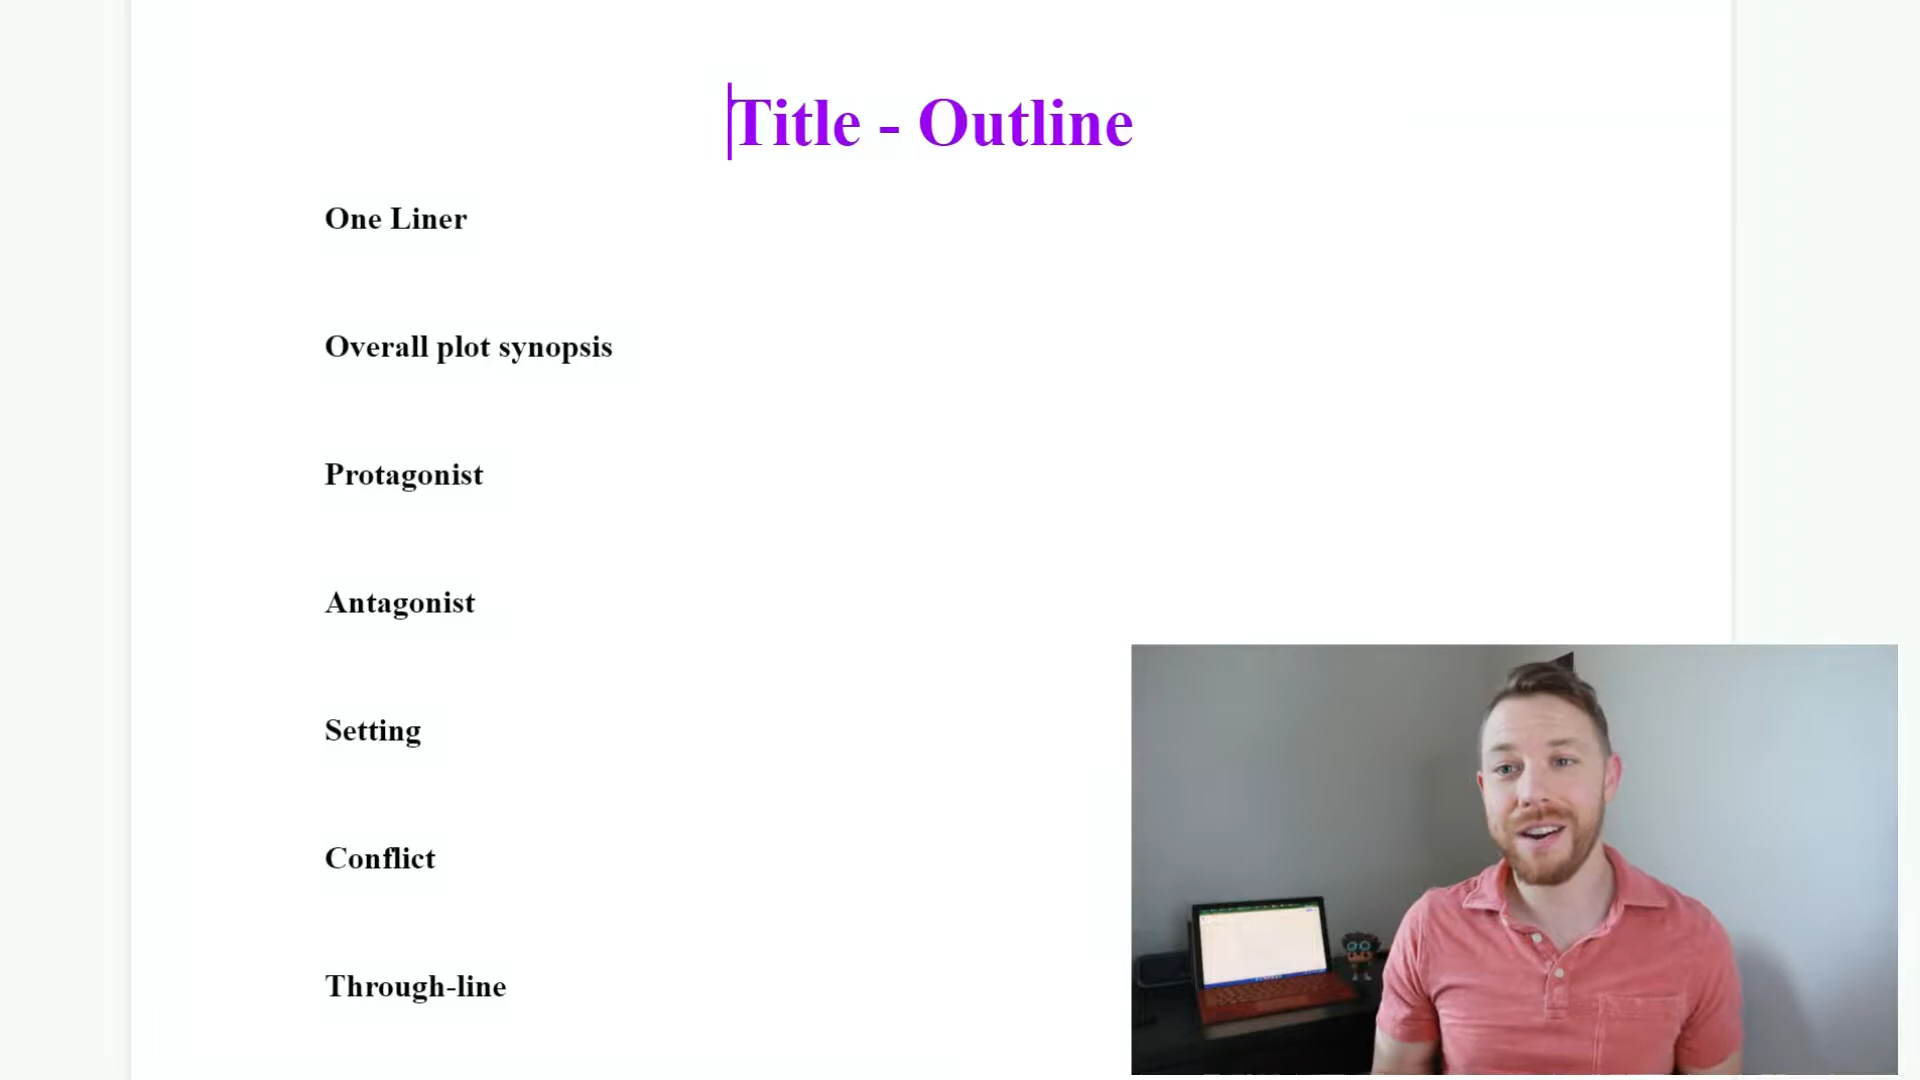 Title - Outline
One Liner
Overall plot synopsis
Protagonist
Antagonist
Setting
Conflict
Through-line